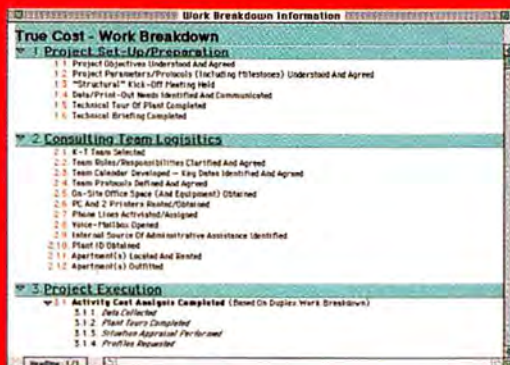 Work Breakdown Information
True Cost - Work Breakdown
1 Project Set-Up/Preparation
1.1 Project Objectives Understood And Agreed
1.2 Project Parameters/Protocols (Including Milestones) Understood And Agreed
1.3 "Structural" Kick-Off Meeting Held
1.4 Data/Print-Out Needs Identified And Communicated
1.5 Technical Tour Of Plant Completed
1.6 Technical Briefing Completed
2 Consulting Team Logisitics
2.1 K-T Team Selected
2.2 Team Roles/Responsibilities Clarified And Agreed
2.3 Team Calendar Developed — Key Dates Identified And Agreed
2.4 Team Protocols Defined And Agreed
2.5 On-Site Office Space (And Equipment) Obtained
2.6 PC And 2 Printers Rented/Obtained
2.7 Phone Lines Activated/Assigned
2.8 Voice-Mailbox Opened
2.9 Internal Source Of Administrative Assistance Identified
2.10 Plant ID Obtained
2.11 Apartment(s) Located And Rented
2.12 Apartment(s) Outfitted
3 Project Execution
3.1 Activity Cost Analysis Completed (Based On Duplex Work Breakdown)
3.1.1 Data Collected
3.1.2 Plant Tours Completed
3.1.3 Situation Appraisal Performed
3.1.4 Profiles Requested